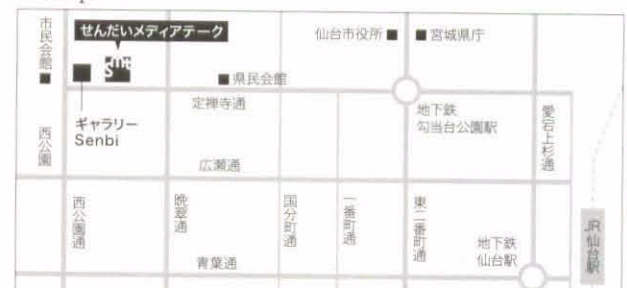 市民会館
せんだいメディアテーク
smt
仙台市役所
宮城県庁
県民会館
定禅寺通
地下鉄
勾当台公園駅
愛宕上杉通
ギャラリー
Senbi
西公園
広瀬通
西公園通
晩翠通
国分町通
一番町通
東二番町通
地下鉄
仙台駅
JR仙台駅
青葉通